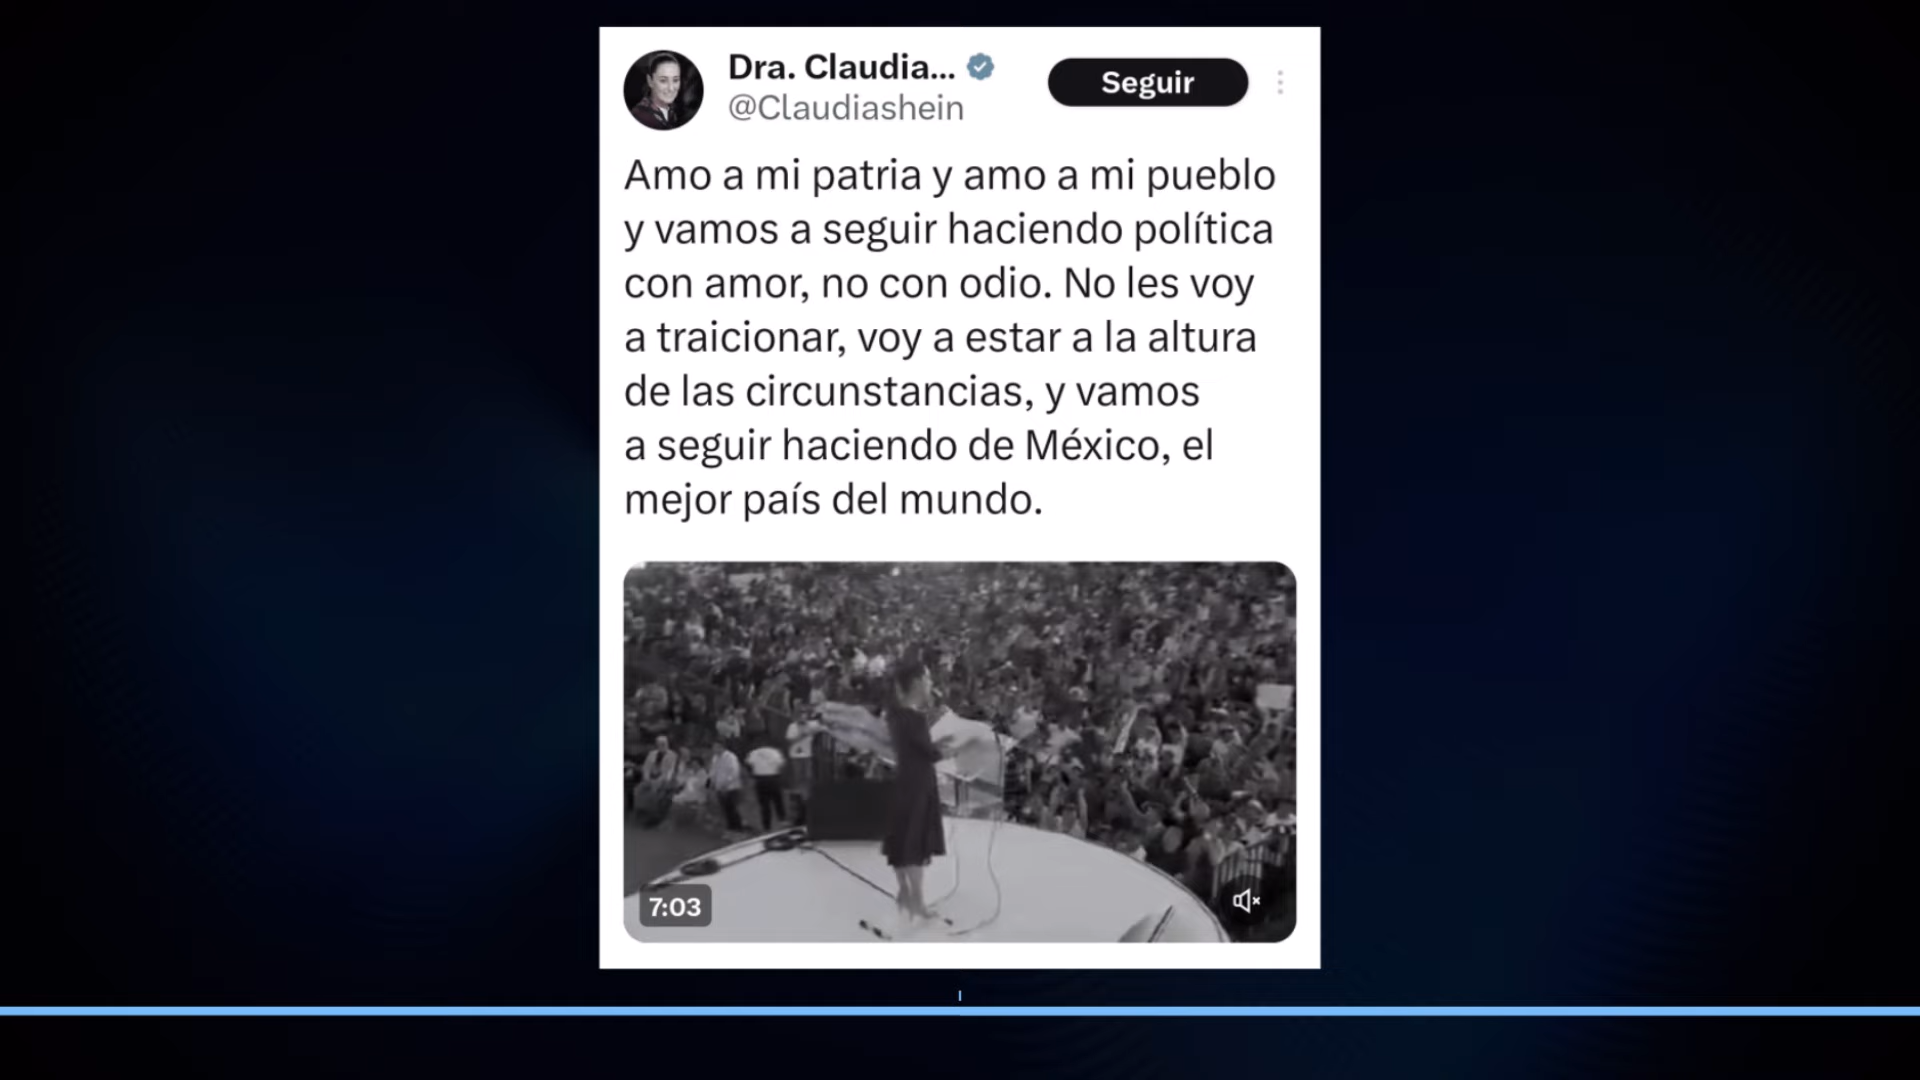 Dra. Claudia...
@Claudiashein
Seguir
Amo a mi patria y amo a mi pueblo
y vamos a seguir haciendo política
con amor, no con odio. No les voy
a traicionar, voy a estar a la altura
de las circunstancias, y vamos
a seguir haciendo de México, el
mejor país del mundo.
7:03